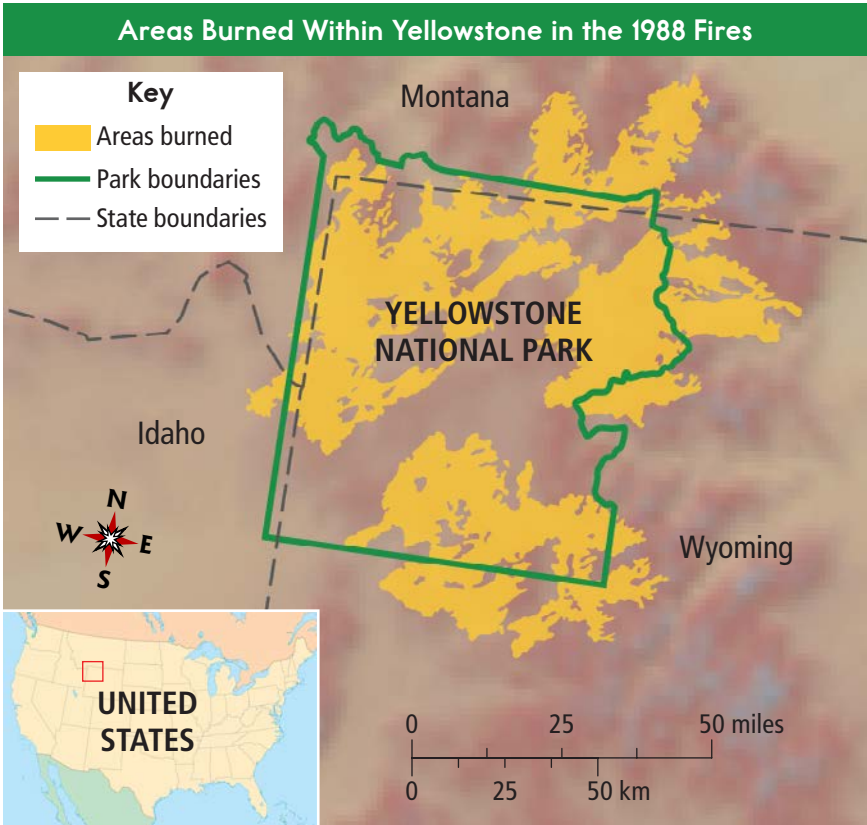 Areas Burned Within Yellowstone in the 1988 Fires
Key
Areas burned
Park boundaries
State boundaries
Montana
YELLOWSTONE
NATIONAL PARK
Idaho
Wyoming
N
W
E
S
UNITED
STATES
0 25 50 miles
0 25 50 km